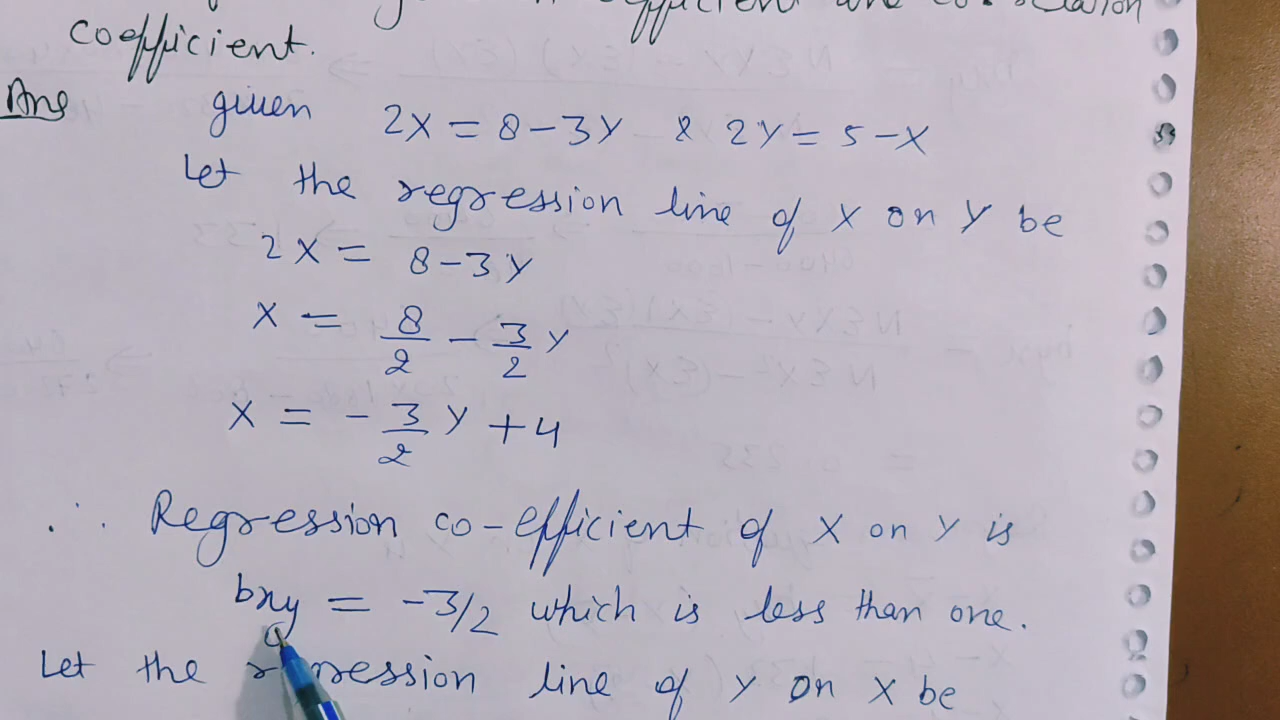 coefficient.
Ans given 2X = 8 - 3Y & 2Y = 5 - X
Let the regression line of X on Y be
2X = 8 - 3Y
X = 8/2 - 3/2 Y
X = - 3/2 Y + 4
∴ Regression co-efficient of X on Y is
bxy = -3/2 which is less than one.
Let the regression line of Y on X be